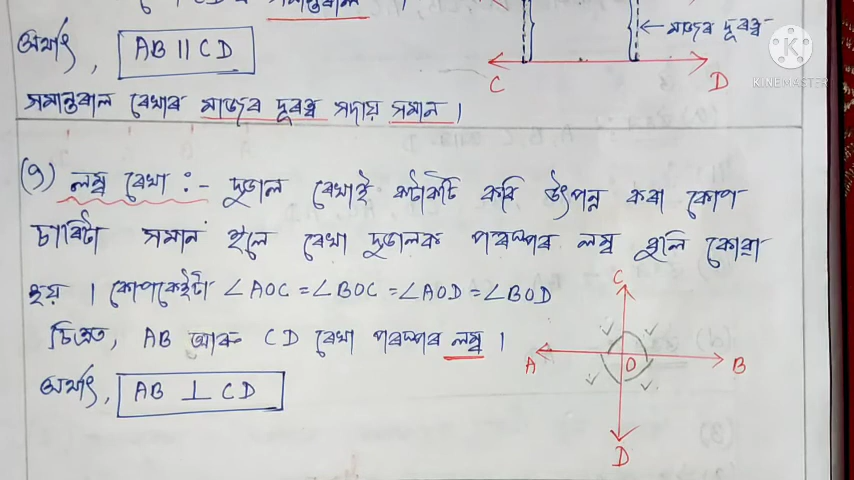 সমান্তৰাল
অৰ্থাৎ, AB || CD
মাজৰ দূৰত্ব
C D
KINEMASTER
সমান্তৰাল ৰেখাৰ মাজৰ দূৰত্ব সদায় সমান ।
(9) লম্ব ৰেখা :- দুডাল ৰেখাই কটাকটি কৰি উৎপন্ন কৰা কোণ
চাৰিটা সমান হ'লে ৰেখা দুডালক পৰস্পৰ লম্ব বুলি কোৱা
হয় । কোণকেইটা ∠AOC = ∠BOC = ∠AOD = ∠BOD
চিত্ৰত, AB আৰু CD ৰেখা পৰস্পৰ লম্ব ।
অৰ্থাৎ, AB ⊥ CD
C
A O B
D